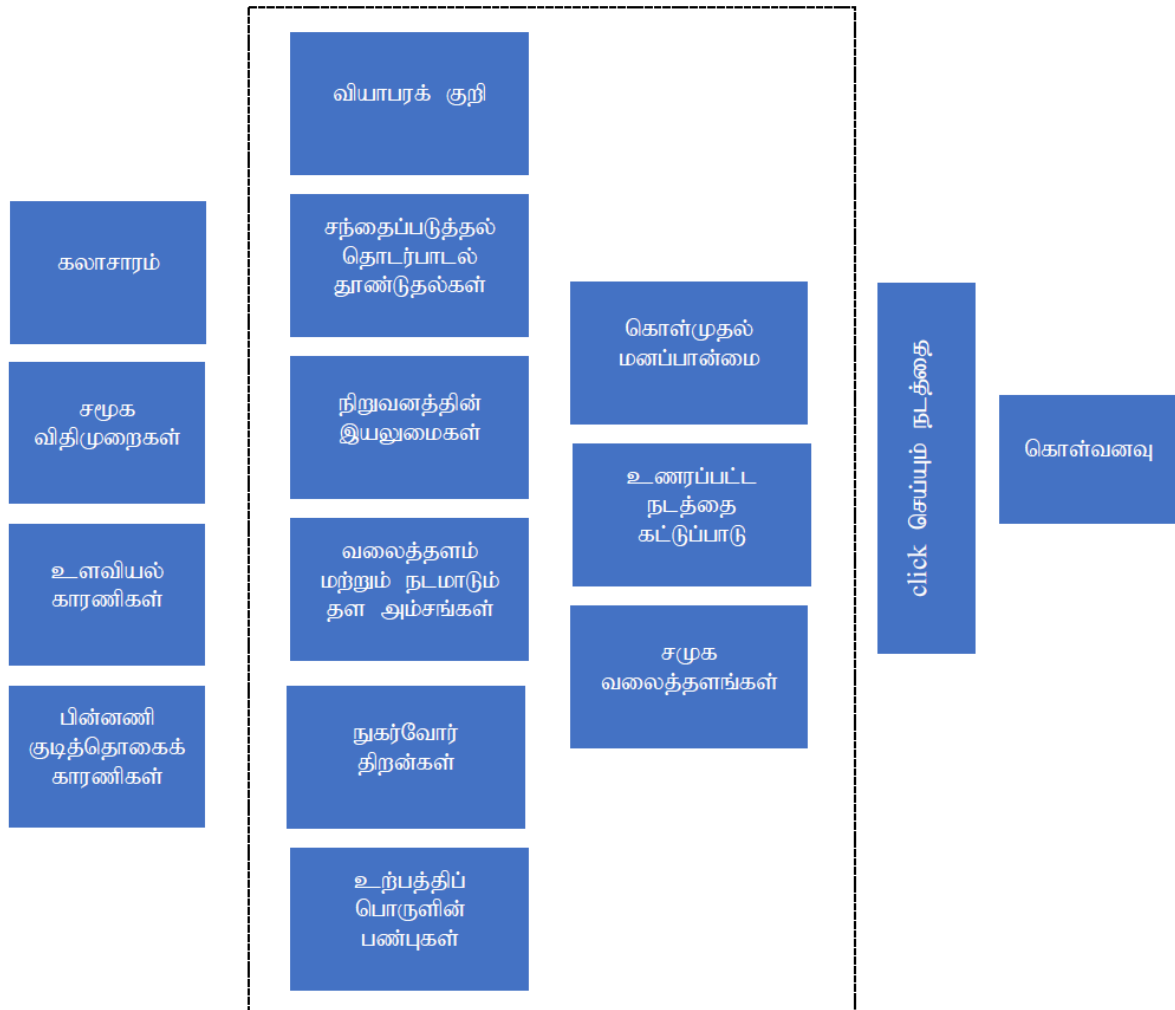 கலாசாரம்
சமூக
விதிமுறைகள்
உளவியல்
காரணிகள்
பின்னணி
குடித்தொகைக்
காரணிகள்
வியாபரக் குறி
சந்தைப்படுத்தல்
தொடர்பாடல்
தூண்டுதல்கள்
நிறுவனத்தின்
இயலுமைகள்
வலைத்தளம்
மற்றும் நடமாடும்
தள அம்சங்கள்
நுகர்வோர்
திறன்கள்
உற்பத்திப்
பொருளின்
பண்புகள்
கொள்முதல்
மனப்பான்மை
உணரப்பட்ட
நடத்தை
கட்டுப்பாடு
சமுக
வலைத்தளங்கள்
click செய்யும் நடத்தை
கொள்வனவு